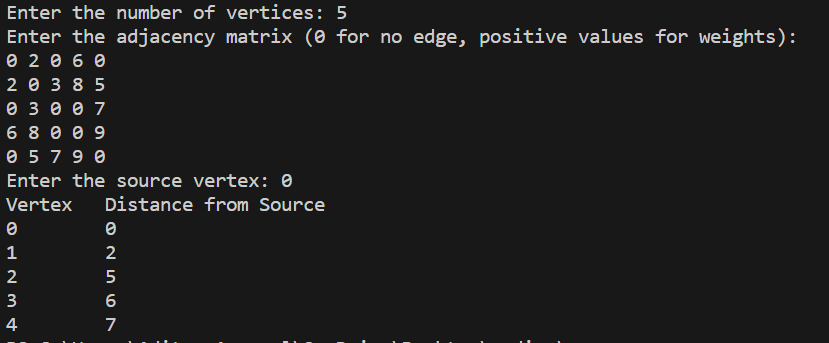 Enter the number of vertices: 5
Enter the adjacency matrix (0 for no edge, positive values for weights):
0 2 0 6 0
2 0 3 8 5
0 3 0 0 7
6 8 0 0 9
0 5 7 9 0
Enter the source vertex: 0
Vertex   Distance from Source
0        0
1        2
2        5
3        6
4        7